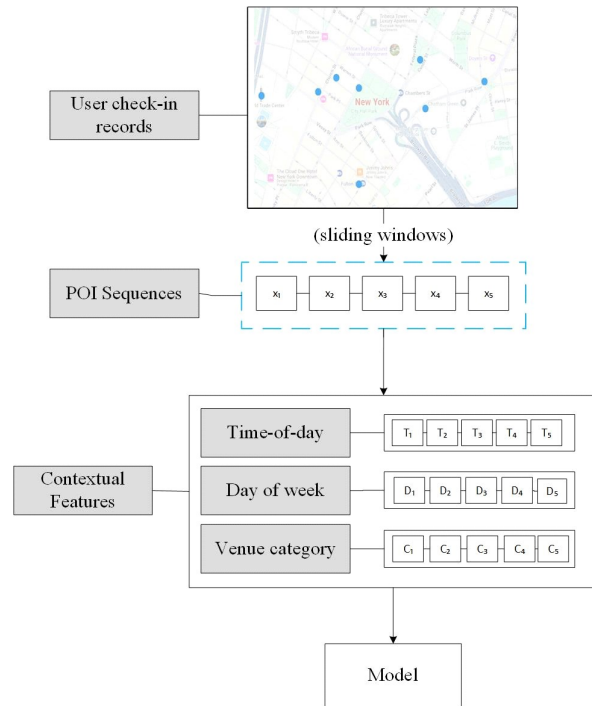 User check-in
records
New York
(sliding windows)
POI Sequences
x₁ x₂ x₃ x₄ x₅
Time-of-day
T₁ T₂ T₃ T₄ T₅
Contextual
Features
Day of week
D₁ D₂ D₃ D₄ D₅
Venue category
C₁ C₂ C₃ C₄ C₅
Model